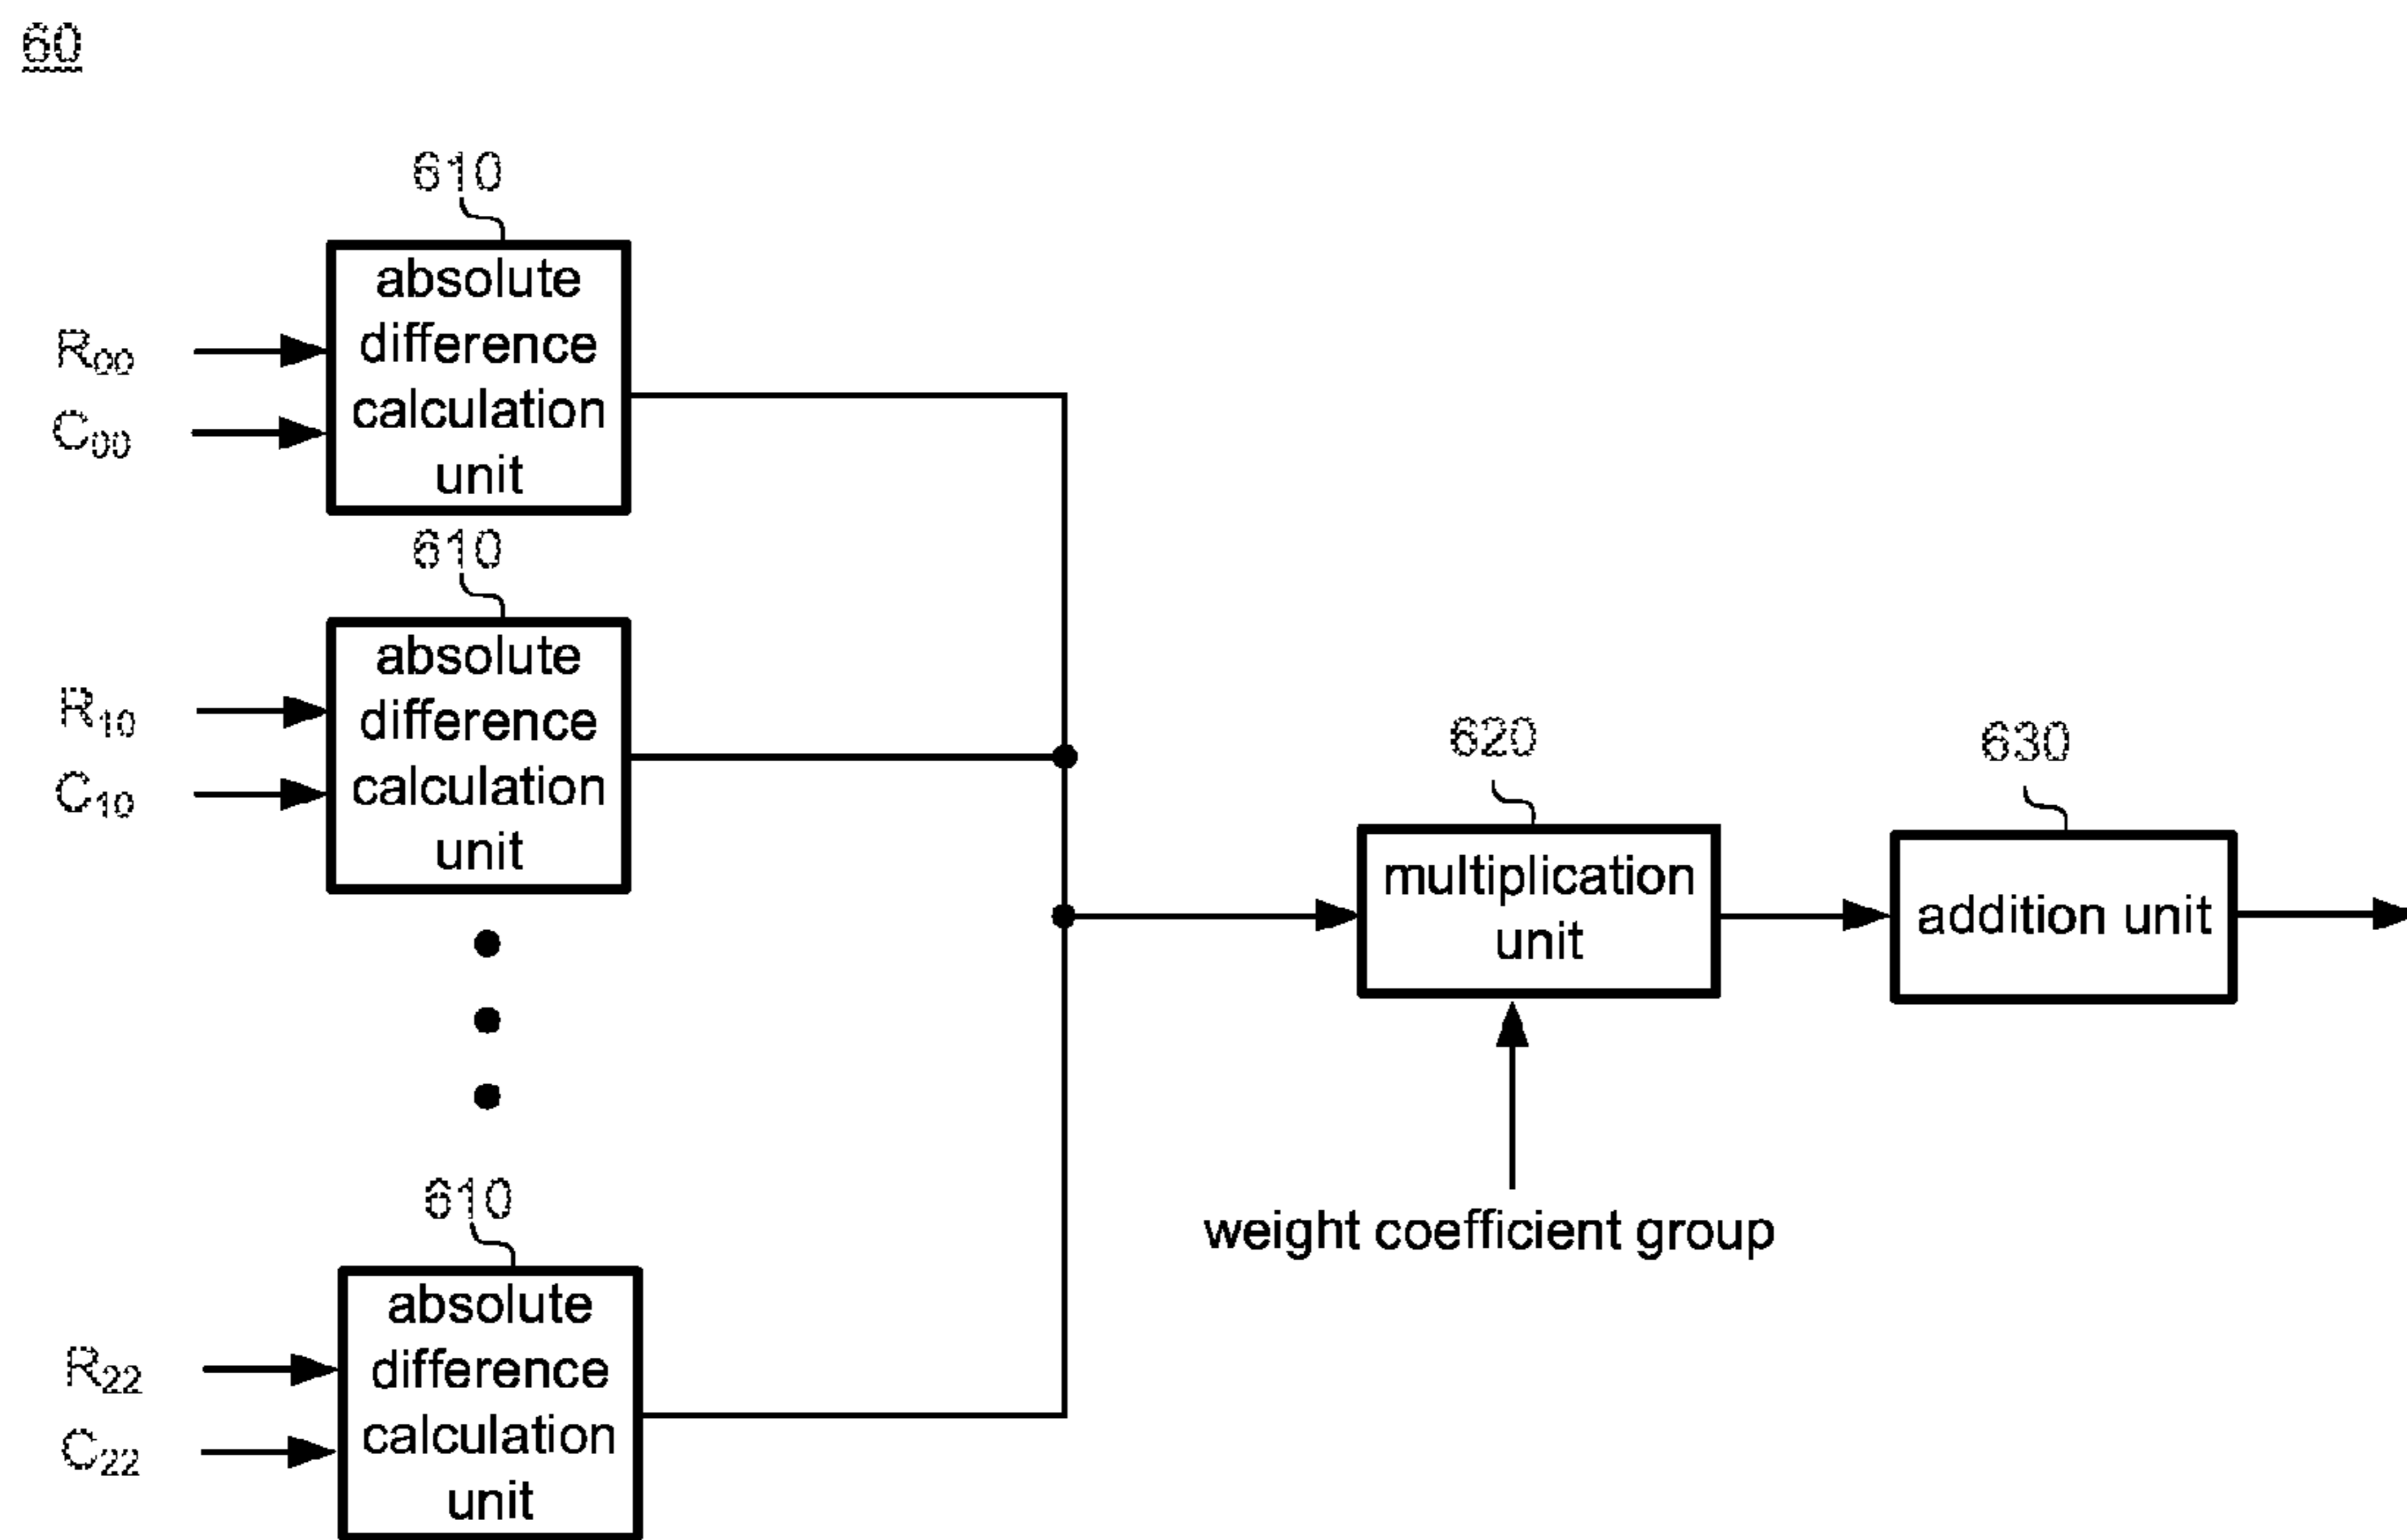 60
610
absolute
difference
calculation
unit
R00
C00
610
absolute
difference
calculation
unit
R10
C10
620
multiplication
unit
630
addition unit
weight coefficient group
610
absolute
difference
calculation
unit
R22
C22